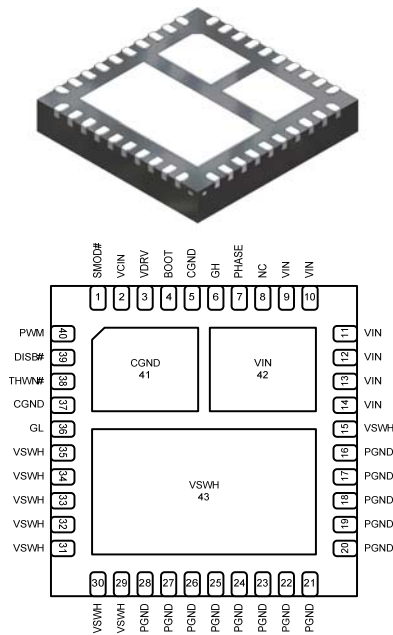 SMOD# VCIN VDRV BOOT CGND GH PHASE NC VIN VIN
1 2 3 4 5 6 7 8 9 10
PWM 40 11 VIN
DISB# 39 CGND VIN 12 VIN
THWN# 38 41 42 13 VIN
CGND 37 14 VIN
GL 36 15 VSWH
VSWH 35 16 PGND
VSWH 34 17 PGND
VSWH 33 VSWH 18 PGND
43
VSWH 32 19 PGND
VSWH 31 20 PGND
30 29 28 27 26 25 24 23 22 21
VSWH VSWH PGND PGND PGND PGND PGND PGND PGND PGND